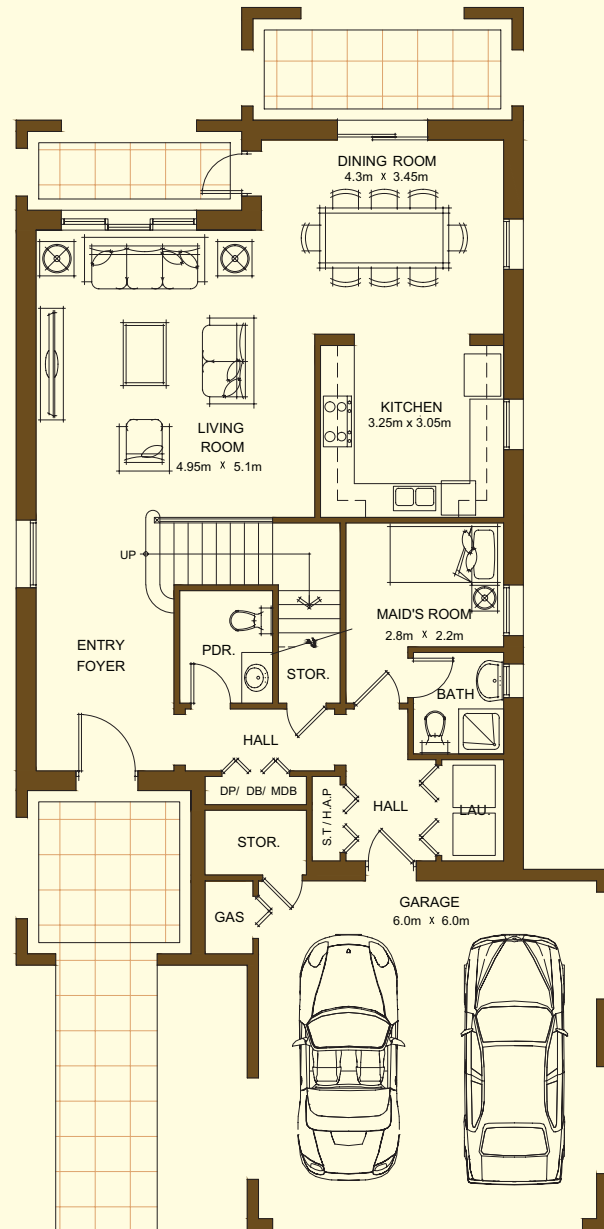 DINING ROOM
4.3m x 3.45m
KITCHEN
3.25m x 3.05m
LIVING
ROOM
4.95m x 5.1m
UP
MAID'S ROOM
2.8m x 2.2m
ENTRY
FOYER
PDR.
STOR.
BATH
HALL
DP/ DB/ MDB
S.T / H.A.P
HALL
LAU.
STOR.
GAS
GARAGE
6.0m x 6.0m